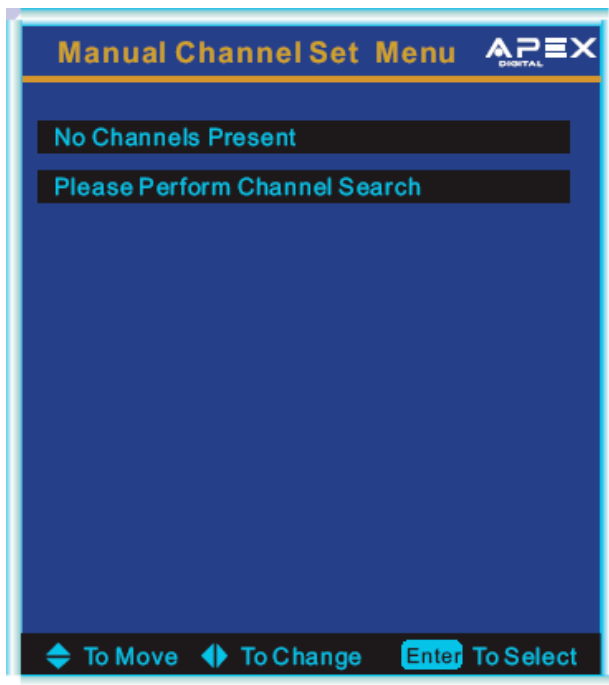 Manual Channel Set Menu APEX
DIGITAL
No Channels Present
Please Perform Channel Search
To Move To Change Enter To Select